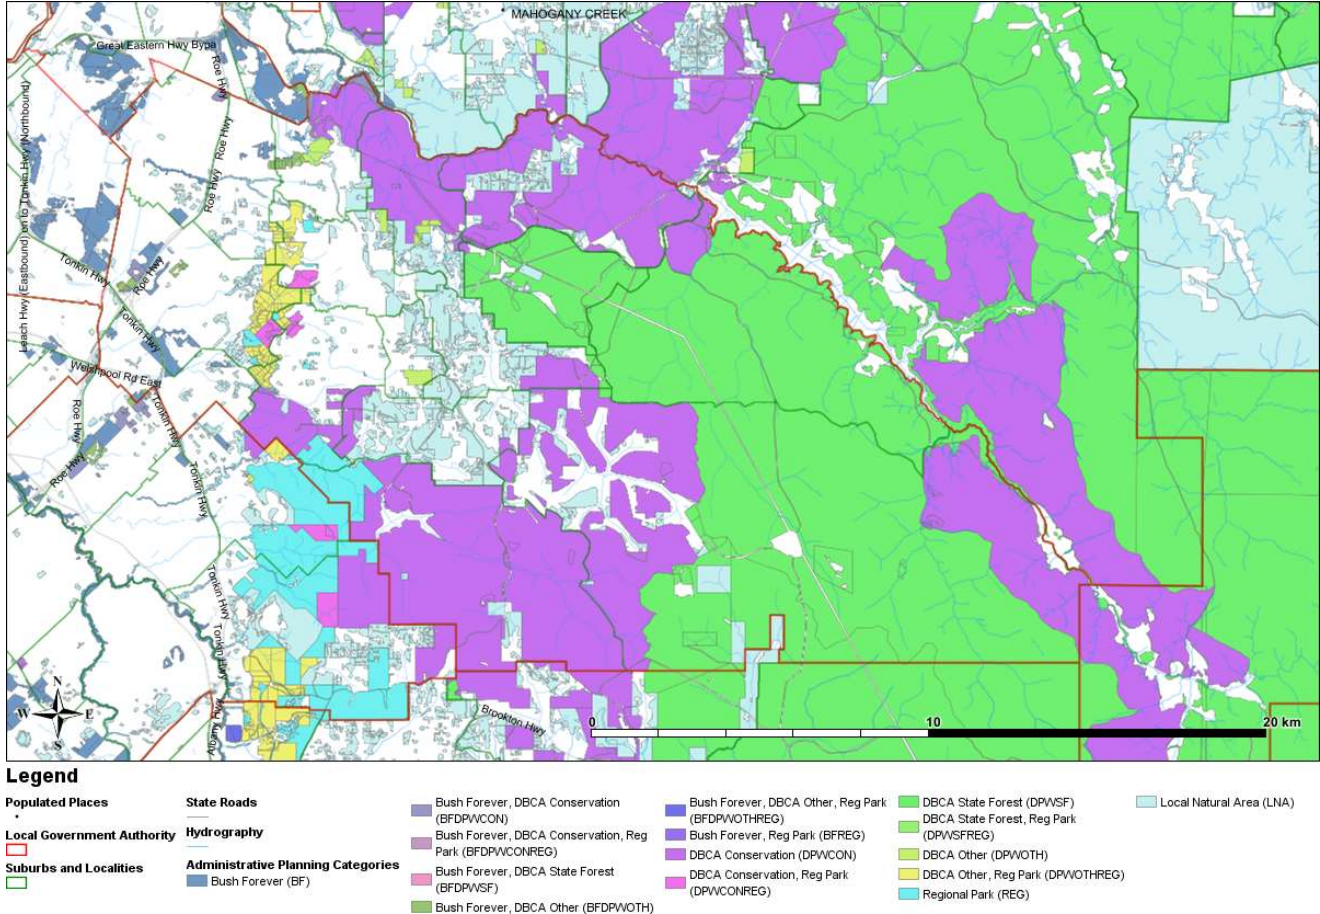 MAHOGANY CREEK
Great Eastern Hwy Bypa
Roe Hwy
Roe Hwy
Roe Hwy
Leach Hwy (Eastbound) on to Tonkin Hwy (Northbound)
Tonkin Hwy
Roe Hwy
Tonkin Hwy
Welshpool Rd East
Roe Hwy
Tonkin Hwy
Roe Hwy
Tonkin Hwy
Tonkin Hwy
Tonkin Hwy
Albany Hwy
Brookton Hwy
N
W E
S
0 10 20 km
Legend
Populated Places
Local Government Authority
Suburbs and Localities
State Roads
Hydrography
Administrative Planning Categories
Bush Forever (BF)
Bush Forever, DBCA Conservation
(BFDPWCON)
Bush Forever, DBCA Conservation, Reg
Park (BFDPWCONREG)
Bush Forever, DBCA State Forest
(BFDPWSF)
Bush Forever, DBCA Other (BFDPWOTH)
Bush Forever, DBCA Other, Reg Park
(BFDPWOTHREG)
Bush Forever, Reg Park (BFREG)
DBCA Conservation (DPWCON)
DBCA Conservation, Reg Park
(DPWCONREG)
DBCA State Forest (DPWSF)
DBCA State Forest, Reg Park
(DPWSFREG)
DBCA Other (DPWOTH)
DBCA Other, Reg Park (DPWOTHREG)
Regional Park (REG)
Local Natural Area (LNA)